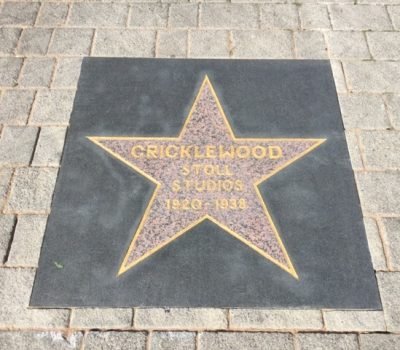 CRICKLEWOOD
STOLL
STUDIOS
1920 - 1938